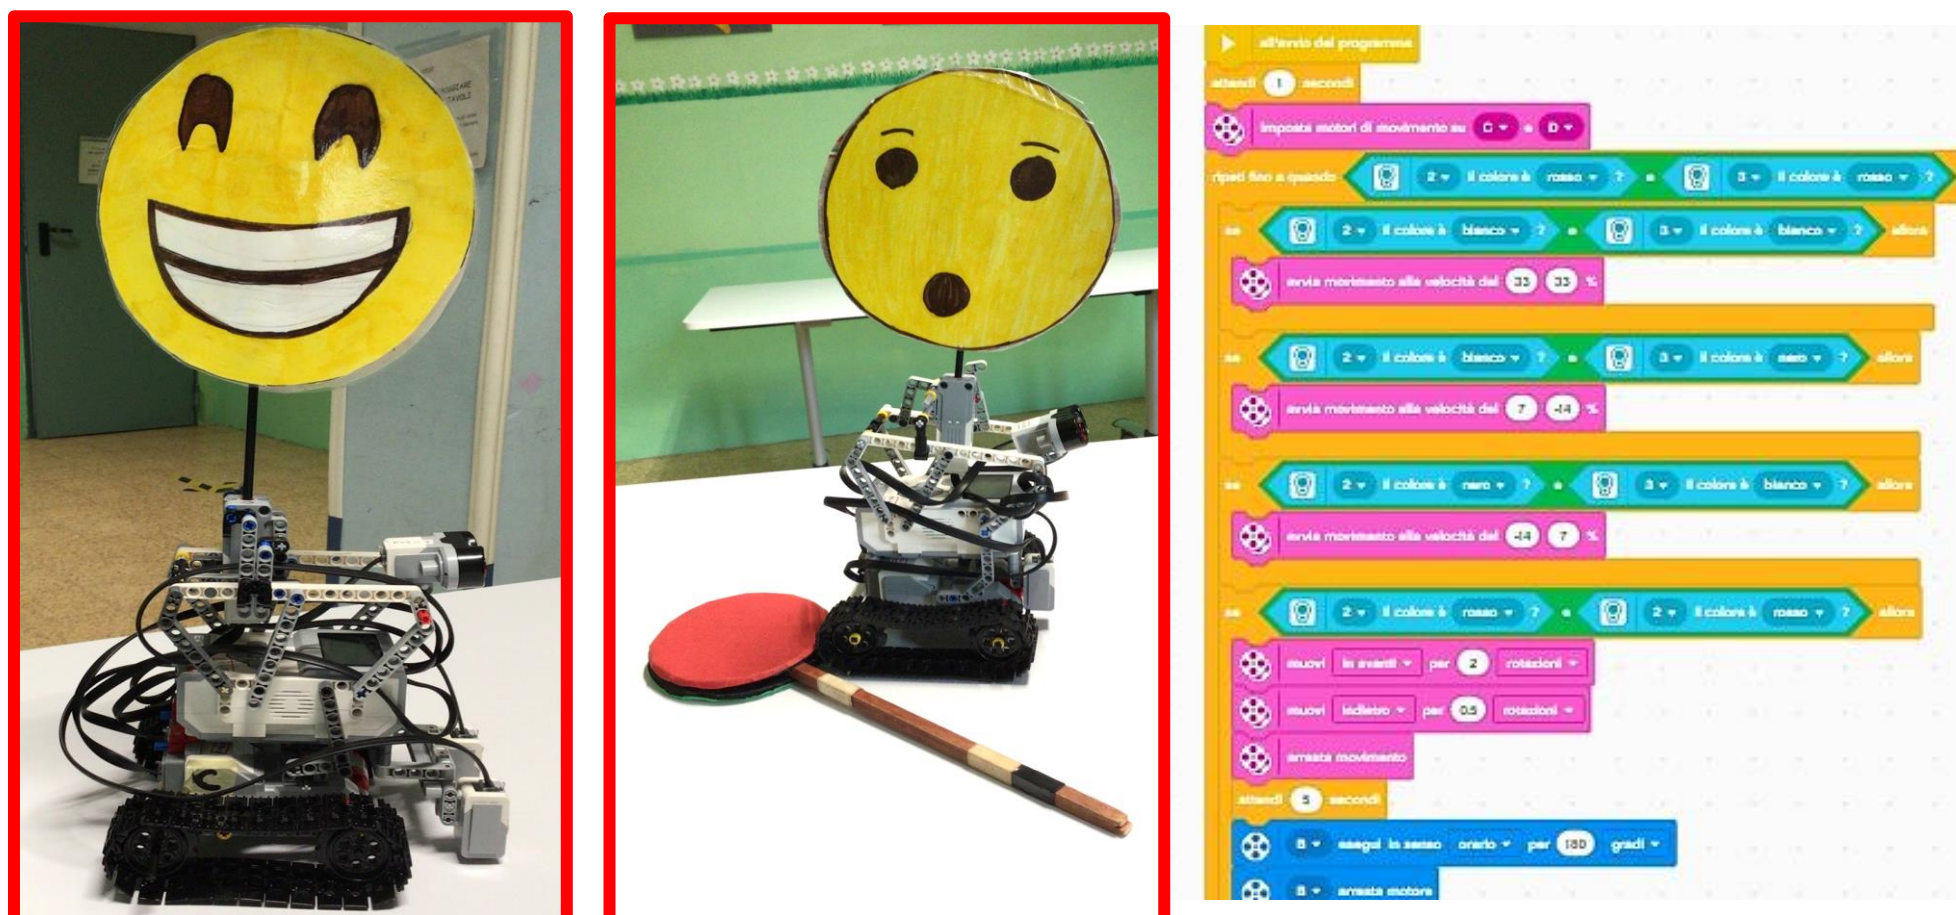 C
all'avvio del programma
attendi 1 secondi
imposta motori di movimento su C e D
ripeti fino a quando 2 il colore è rosso ? e 3 il colore è rosso ?
se 2 il colore è bianco ? e 3 il colore è bianco ? allora
avvia movimento alla velocità del 33 33 %
se 2 il colore è bianco ? e 3 il colore è nero ? allora
avvia movimento alla velocità del 7 -14 %
se 2 il colore è nero ? e 3 il colore è bianco ? allora
avvia movimento alla velocità del -14 7 %
se 2 il colore è rosso ? e 2 il colore è rosso ? allora
muovi in avanti per 2 rotazioni
muovi indietro per 0.5 rotazioni
arresta movimento
attendi 5 secondi
B esegui in senso orario per 180 gradi
B arresta motore